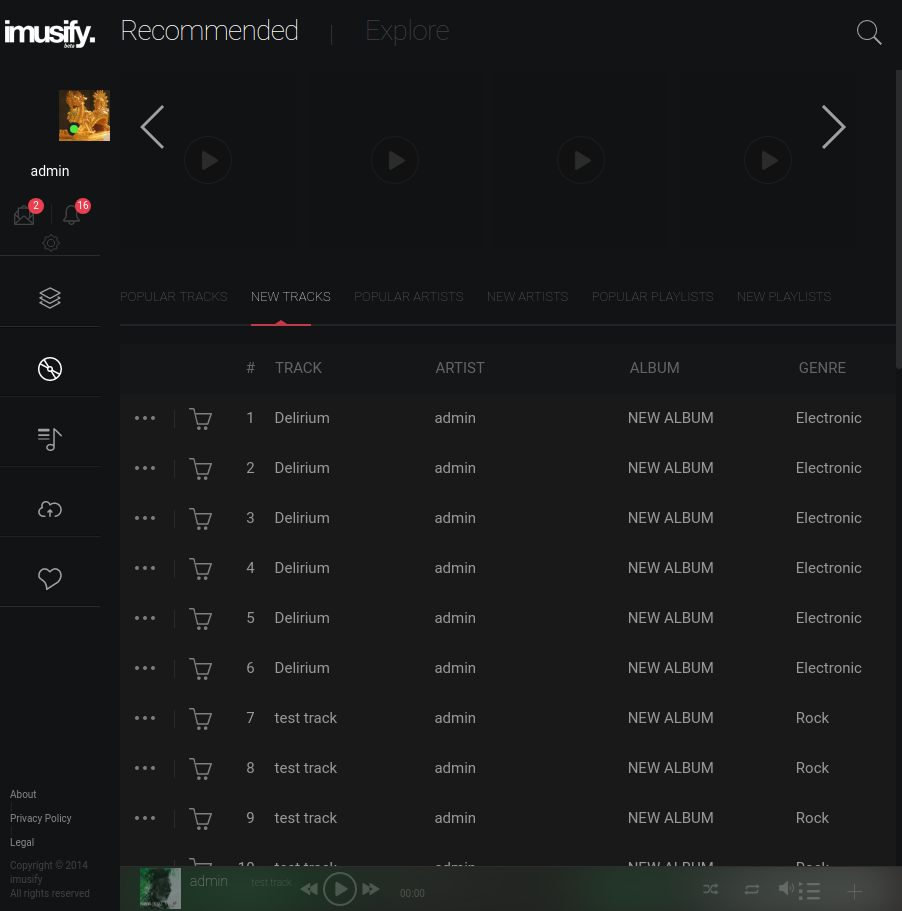 imusify.
beta
Recommended
Explore
admin
2
16
POPULAR TRACKS NEW TRACKS POPULAR ARTISTS NEW ARTISTS POPULAR PLAYLISTS NEW PLAYLISTS
# TRACK ARTIST ALBUM GENRE
1 Delirium admin NEW ALBUM Electronic
2 Delirium admin NEW ALBUM Electronic
3 Delirium admin NEW ALBUM Electronic
4 Delirium admin NEW ALBUM Electronic
5 Delirium admin NEW ALBUM Electronic
6 Delirium admin NEW ALBUM Electronic
7 test track admin NEW ALBUM Rock
8 test track admin NEW ALBUM Rock
9 test track admin NEW ALBUM Rock
10 test track admin NEW ALBUM Rock
About
Privacy Policy
Legal
Copyright © 2014
imusify
All rights reserved
admin test track 00:00